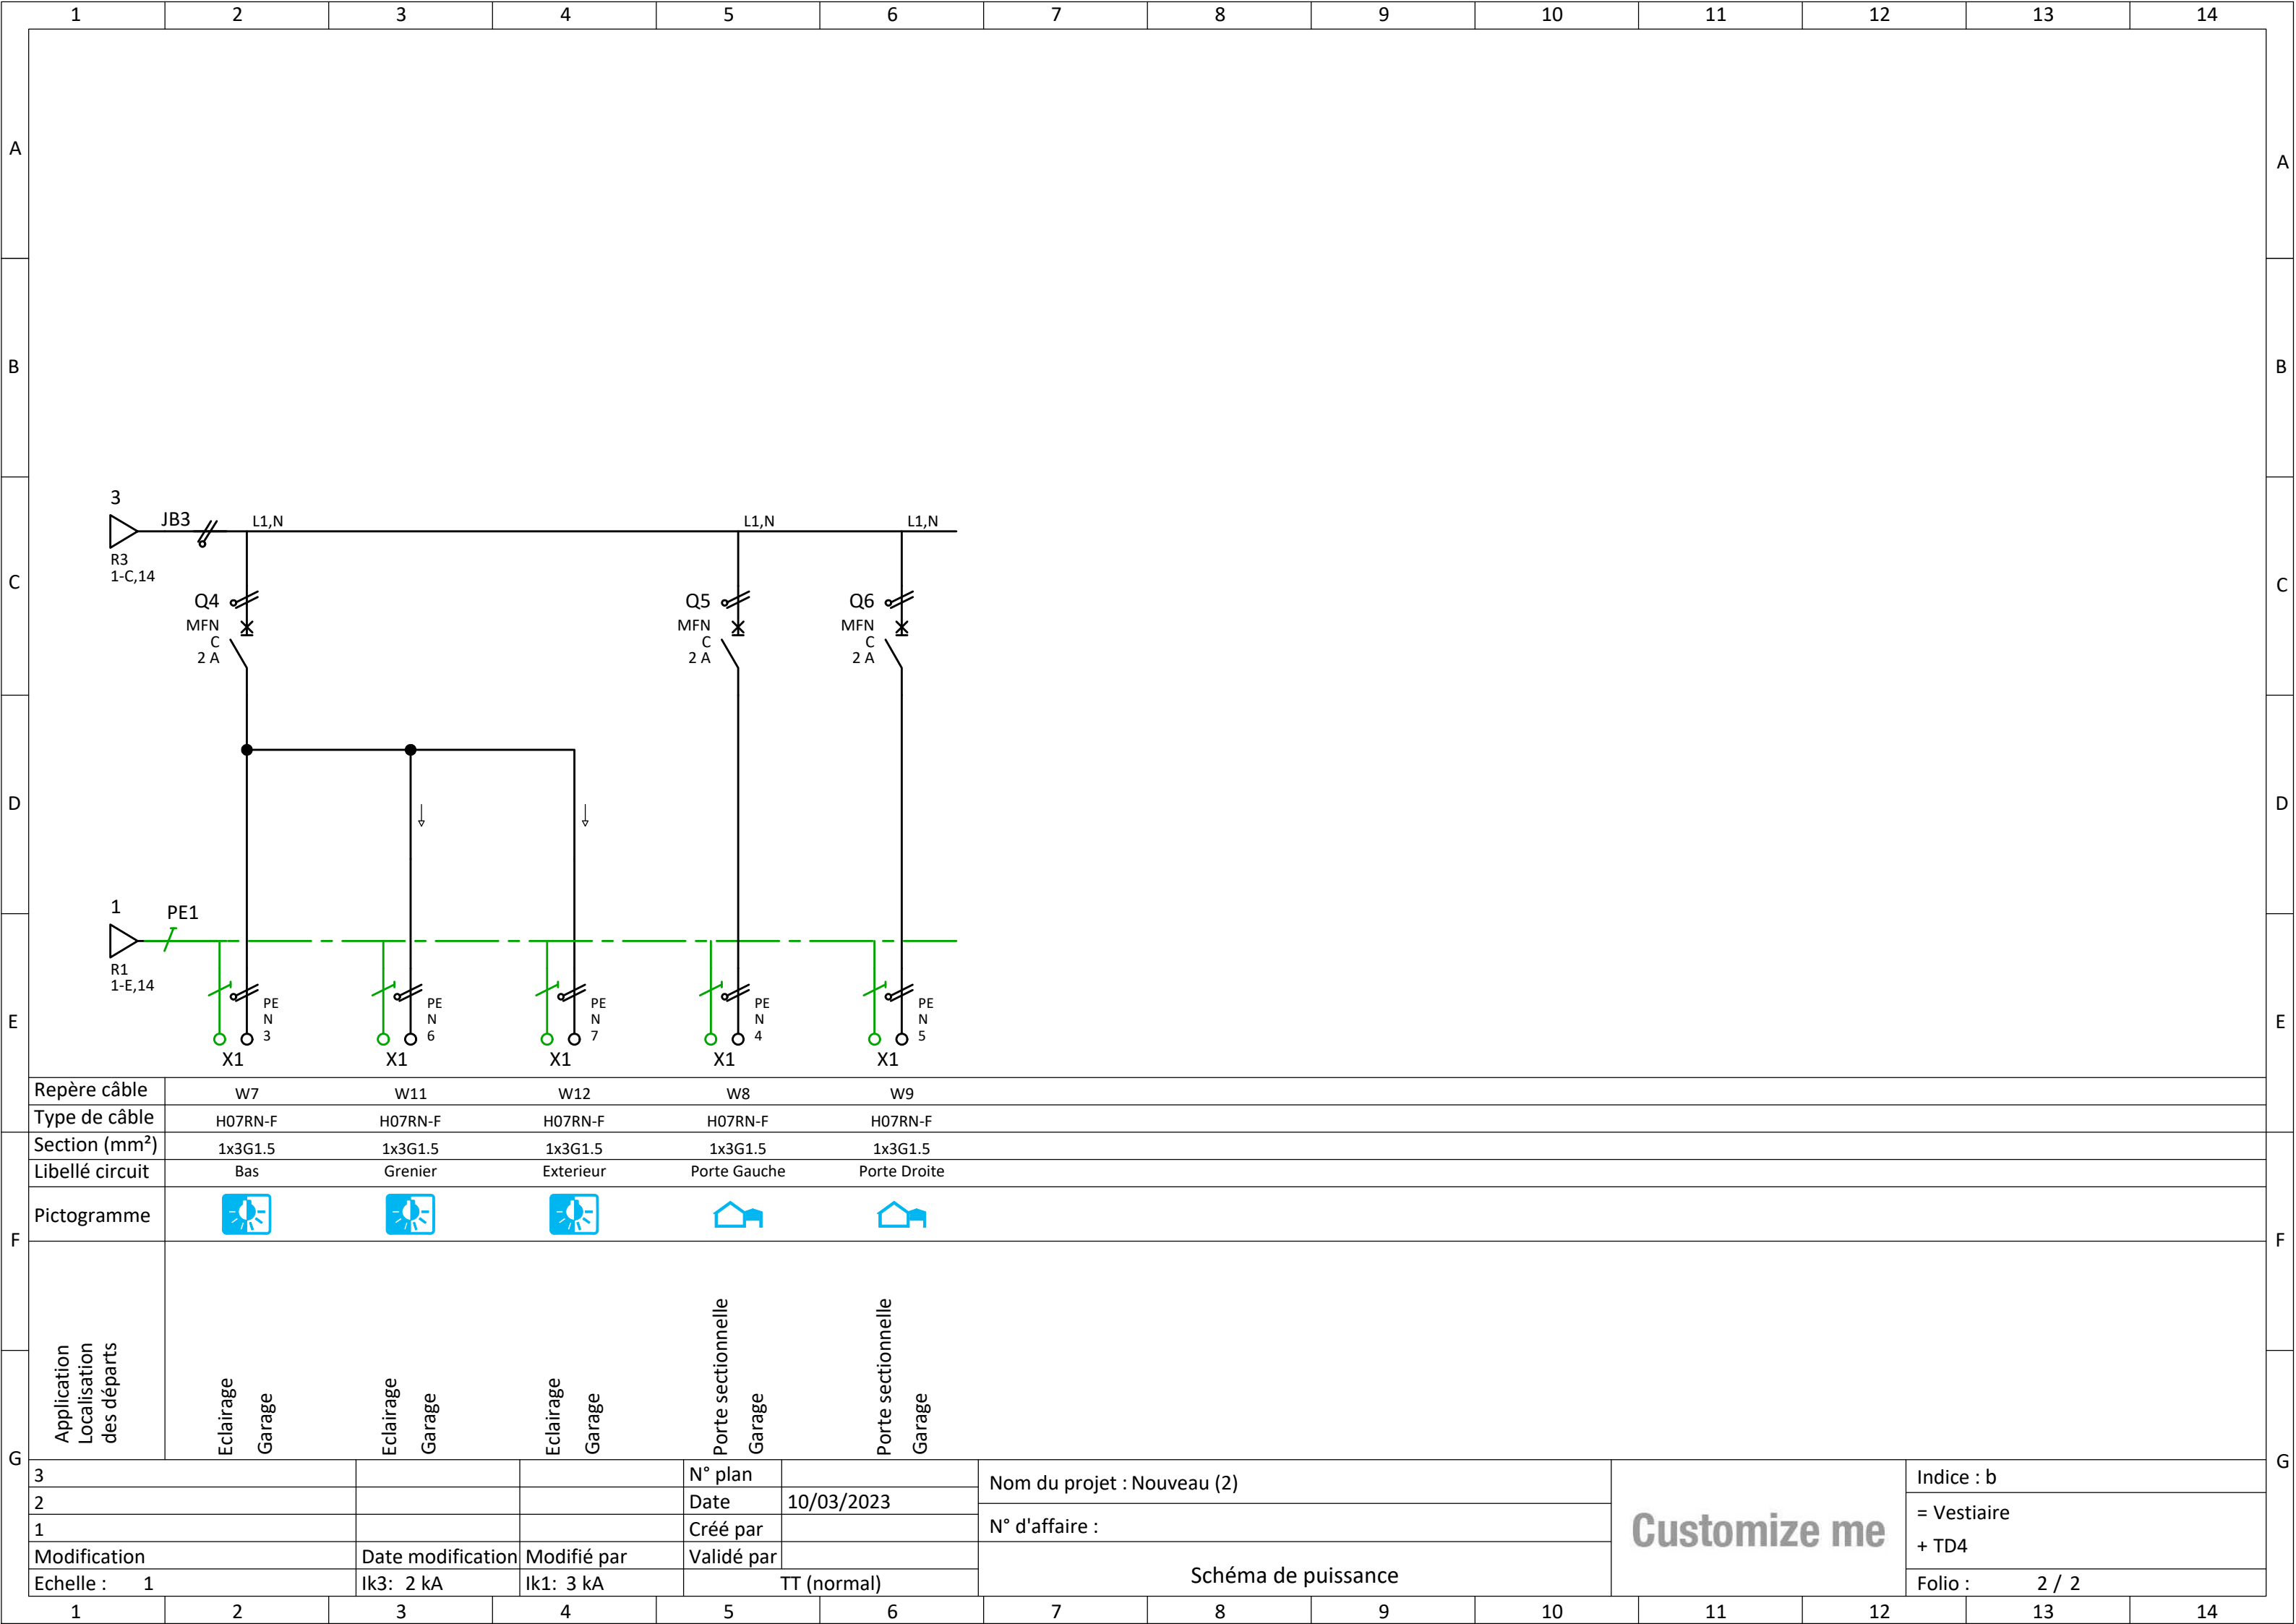 1 2 3 4 5 6 7 8 9 10 11 12 13 14
A A
B B
C C
D D
E E
F F
G G
3
JB3 L1,N L1,N L1,N
R3
1-C,14
Q4 Q5 Q6
MFN MFN MFN
C C C
2 A 2 A 2 A
1
PE1
R1
1-E,14
PE PE PE PE PE
N N N N N
3 6 7 4 5
X1 X1 X1 X1 X1
Repère câble W7 W11 W12 W8 W9
Type de câble H07RN-F H07RN-F H07RN-F H07RN-F H07RN-F
Section (mm²) 1x3G1.5 1x3G1.5 1x3G1.5 1x3G1.5 1x3G1.5
Libellé circuit Bas Grenier Exterieur Porte Gauche Porte Droite
Pictogramme
Application
Localisation
des départs
Eclairage
Garage
Eclairage
Garage
Eclairage
Garage
Porte sectionnelle
Garage
Porte sectionnelle
Garage
3
2
1
Modification Date modification Modifié par
Echelle : 1 Ik3: 2 kA Ik1: 3 kA
N° plan
Date 10/03/2023
Créé par
Validé par
TT (normal)
Nom du projet : Nouveau (2)
N° d'affaire :
Schéma de puissance
Customize me
Indice : b
= Vestiaire
+ TD4
Folio : 2 / 2
1 2 3 4 5 6 7 8 9 10 11 12 13 14